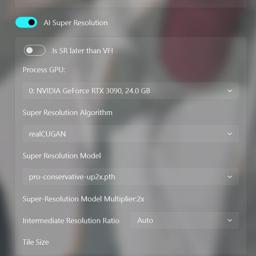 AI Super Resolution
Is SR later than VFI
Process GPU:
0: NVIDIA GeForce RTX 3090, 24.0 GB
Super Resolution Algorithm
realCUGAN
Super Resolution Model
pro-conservative-up2x.pth
Super-Resolution Model Multiplier:2x
Intermediate Resolution Ratio Auto
Tile Size